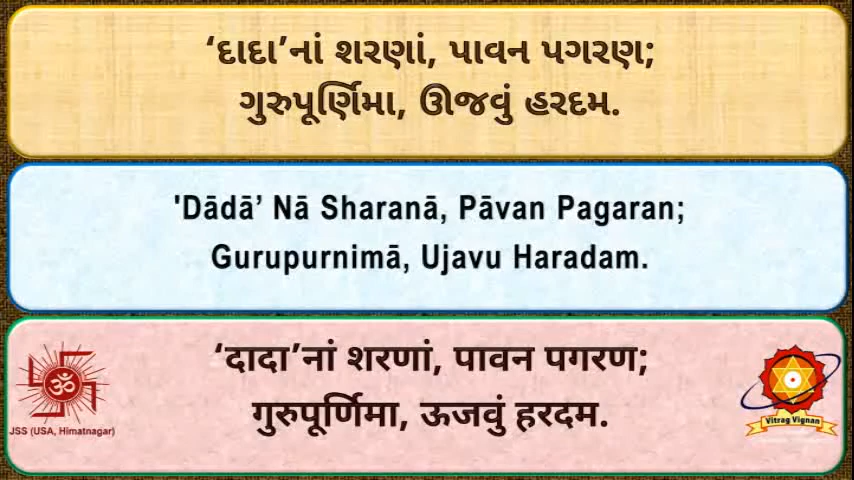 ‘દાદા’નાં શરણાં, પાવન પગરણ;
ગુરુપૂર્ણિમા, ઊજવું હરદમ.
'Dādā’ Nā Sharanā, Pāvan Pagaran;
Gurupurnimā, Ujavu Haradam.
‘दादा’नां शरणां, पावन पगरण;
गुरुपूर्णिमा, ऊजवुं हरदम.
ॐ
JSS (USA, Himatnagar)
Vitrag Vignan